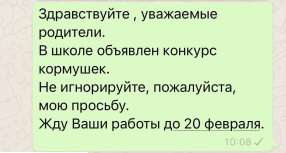 Здравствуйте , уважаемые
родители.
В школе объявлен конкурс
кормушек.
Не игнорируйте, пожалуйста,
мою просьбу.
Жду Ваши работы до 20 февраля.
10:08